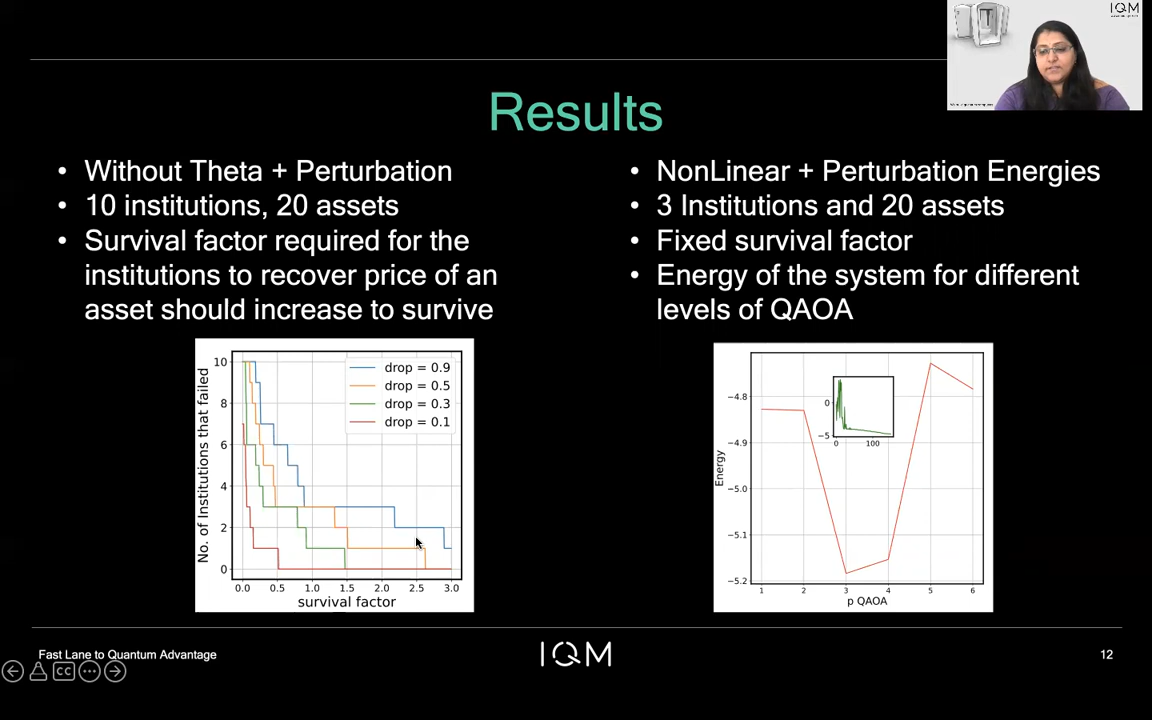 IQM
Results
• Without Theta + Perturbation
• 10 institutions, 20 assets
• Survival factor required for the
institutions to recover price of an
asset should increase to survive
• NonLinear + Perturbation Energies
• 3 Institutions and 20 assets
• Fixed survival factor
• Energy of the system for different
levels of QAOA
No. of Institutions that failed
10
8
6
4
2
0
drop = 0.9
drop = 0.5
drop = 0.3
drop = 0.1
0.0 0.5 1.0 1.5 2.0 2.5 3.0
survival factor
Energy
−4.8
−4.9
−5.0
−5.1
−5.2
0
−5
0 100
1 2 3 4 5 6
p QAOA
Fast Lane to Quantum Advantage
IQM
12
CC